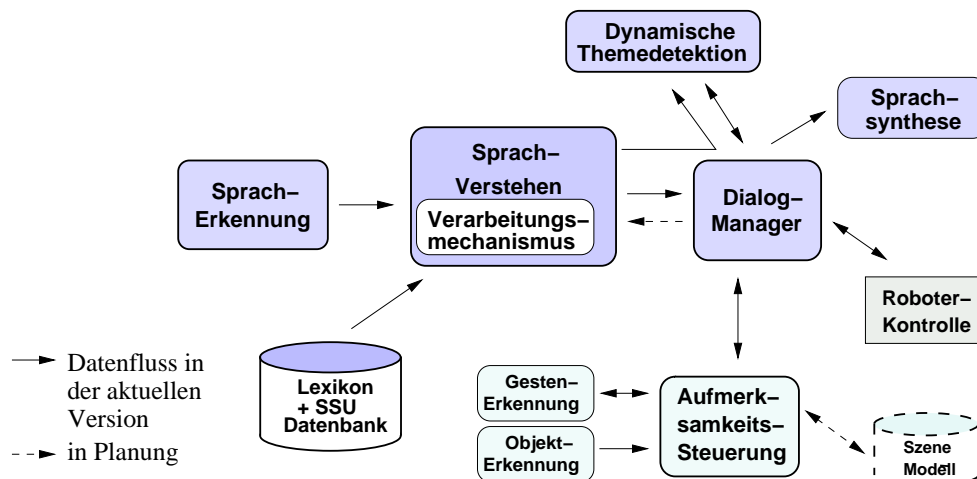 Dynamische
Themedetektion
Sprach–
synthese
Sprach–
Verstehen
Verarbeitungs–
mechanismus
Sprach–
Erkennung
Dialog–
Manager
Roboter–
Kontrolle
Lexikon
+ SSU
Datenbank
Gesten–
Erkennung
Objekt–
Erkennung
Aufmerk–
samkeits–
Steuerung
Szene
Modell
Datenfluss in
der aktuellen
Version
in Planung